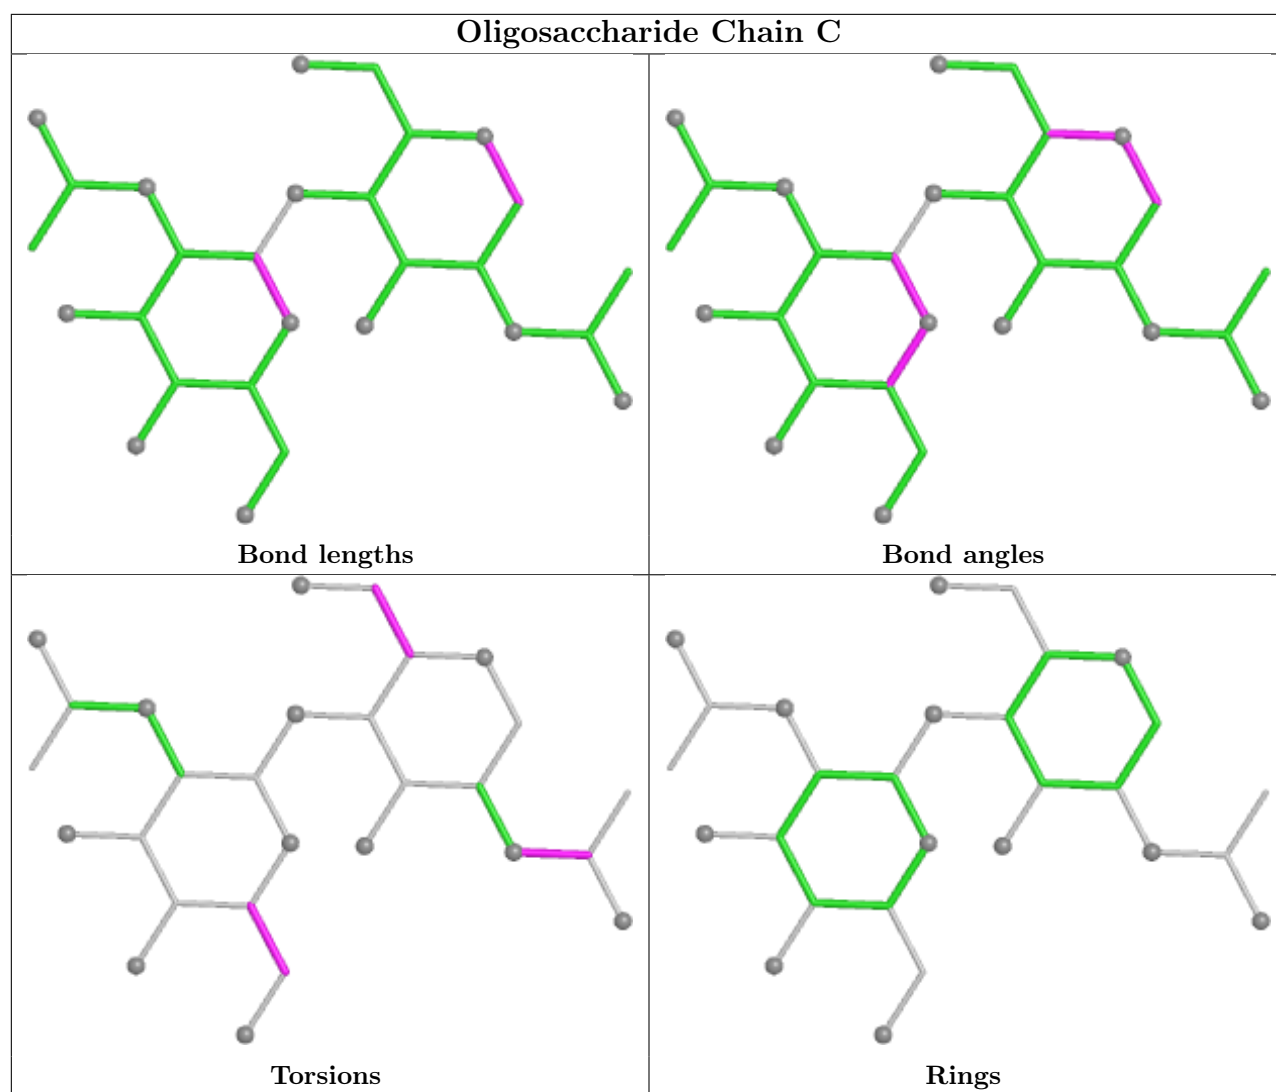 Oligosaccharide Chain C
Bond lengths
Bond angles
Torsions
Rings